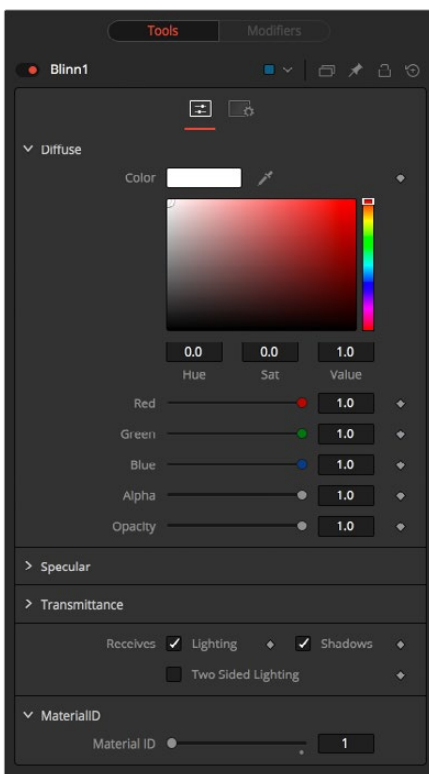 Tools Modifiers
Blinn1
Diffuse
Color
0.0 0.0 1.0
Hue Sat Value
Red 1.0
Green 1.0
Blue 1.0
Alpha 1.0
Opacity 1.0
Specular
Transmittance
Receives Lighting Shadows
Two Sided Lighting
MaterialID
Material ID 1